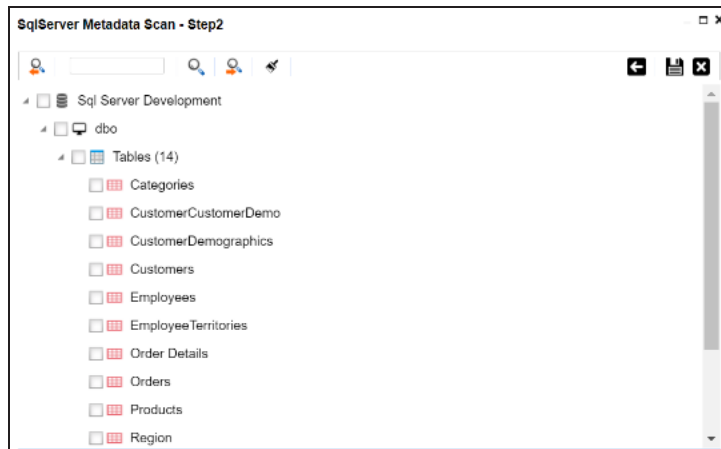 SqlServer Metadata Scan - Step2
Sql Server Development
dbo
Tables (14)
Categories
CustomerCustomerDemo
CustomerDemographics
Customers
Employees
EmployeeTerritories
Order Details
Orders
Products
Region